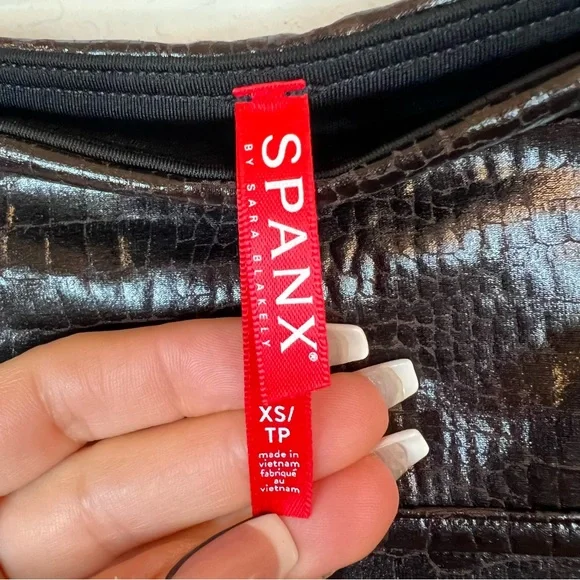 SPANX®
BY SARA BLAKELY
XS/
TP
made in
vietnam
fabriqué
au
vietnam